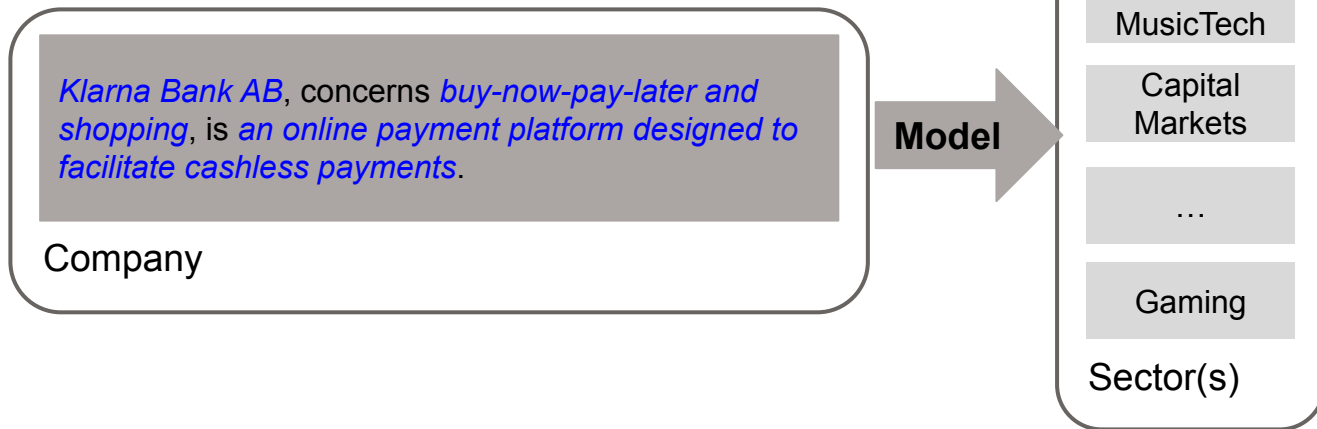 Klarna Bank AB, concerns buy-now-pay-later and
shopping, is an online payment platform designed to
facilitate cashless payments.
Company
Model
MusicTech
Capital
Markets
…
Gaming
Sector(s)